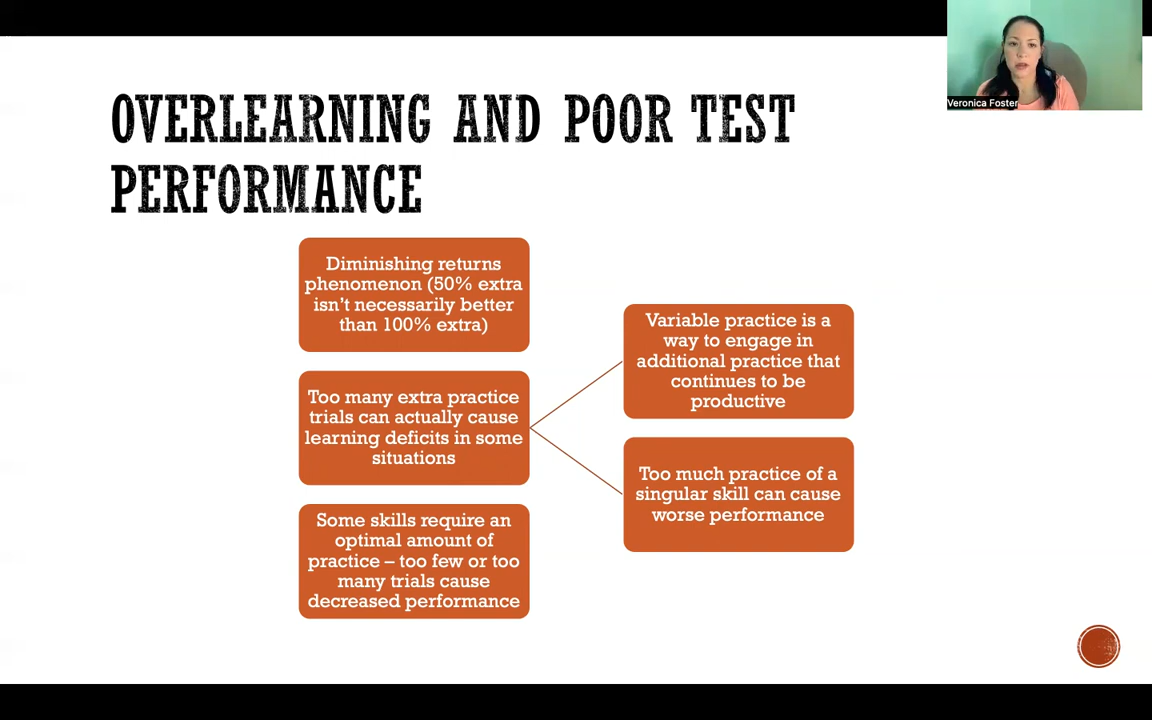 OVERLEARNING AND POOR TEST
PERFORMANCE
Veronica Foster
Diminishing returns
phenomenon (50% extra
isn't necessarily better
than 100% extra)
Too many extra practice
trials can actually cause
learning deficits in some
situations
Some skills require an
optimal amount of
practice – too few or too
many trials cause
decreased performance
Variable practice is a
way to engage in
additional practice that
continues to be
productive
Too much practice of a
singular skill can cause
worse performance